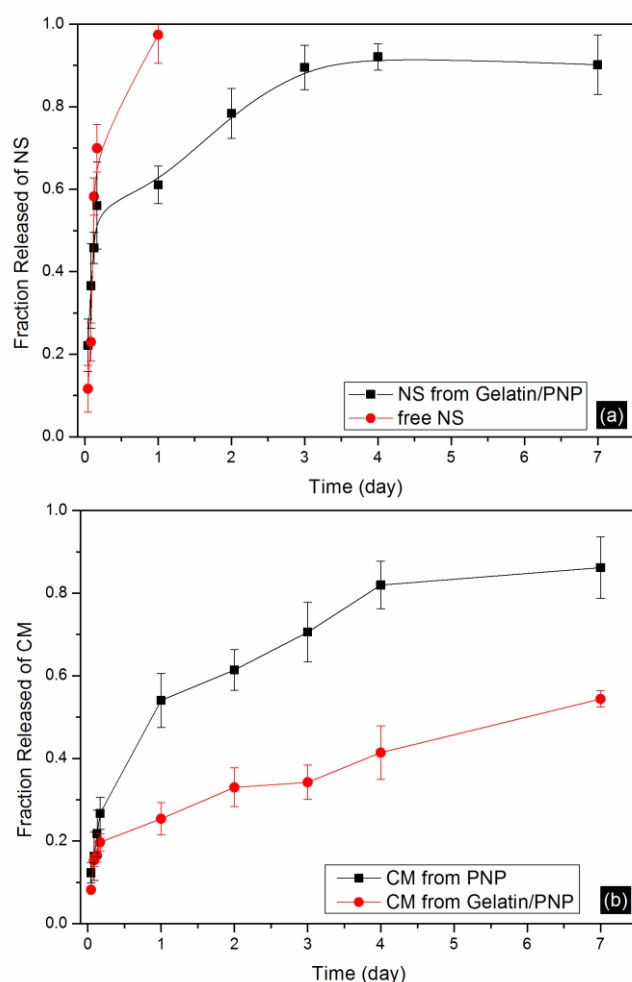 1.0
0.8
0.6
0.4
0.2
0.0
Fraction Released of NS
NS from Gelatin/PNP
free NS
(a)
0 1 2 3 4 5 6 7
Time (day)
1.0
0.8
0.6
0.4
0.2
0.0
Fraction Released of CM
CM from PNP
CM from Gelatin/PNP
(b)
0 1 2 3 4 5 6 7
Time (day)